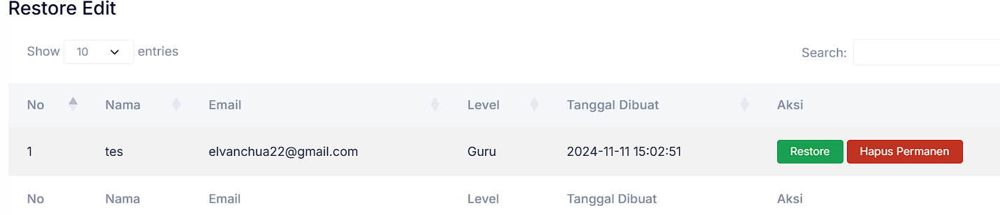 Restore Edit
Show 10 entries Search:
No Nama Email Level Tanggal Dibuat Aksi
1 tes elvanchua22@gmail.com Guru 2024-11-11 15:02:51 Restore Hapus Permanen
No Nama Email Level Tanggal Dibuat Aksi